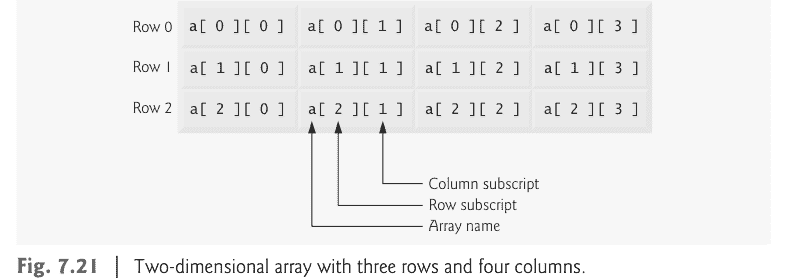 Row 0 a[ 0 ][ 0 ] a[ 0 ][ 1 ] a[ 0 ][ 2 ] a[ 0 ][ 3 ]
Row 1 a[ 1 ][ 0 ] a[ 1 ][ 1 ] a[ 1 ][ 2 ] a[ 1 ][ 3 ]
Row 2 a[ 2 ][ 0 ] a[ 2 ][ 1 ] a[ 2 ][ 2 ] a[ 2 ][ 3 ]
Column subscript
Row subscript
Array name
Fig. 7.21 | Two-dimensional array with three rows and four columns.